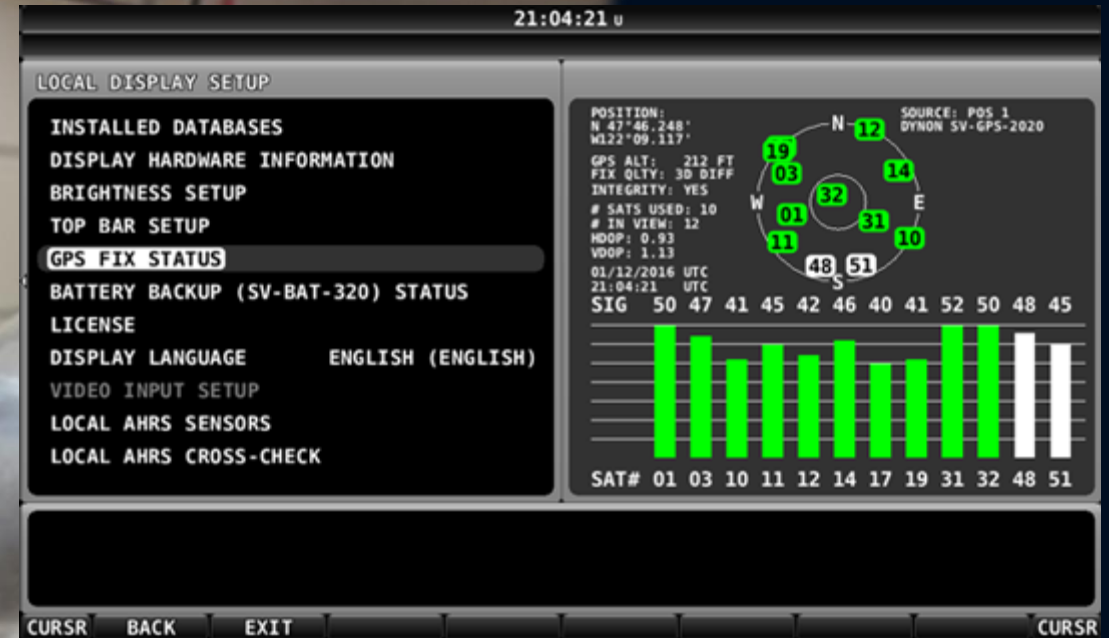 21:04:21 U
LOCAL DISPLAY SETUP
INSTALLED DATABASES
DISPLAY HARDWARE INFORMATION
BRIGHTNESS SETUP
TOP BAR SETUP
GPS FIX STATUS
BATTERY BACKUP (SV-BAT-320) STATUS
LICENSE
DISPLAY LANGUAGE ENGLISH (ENGLISH)
VIDEO INPUT SETUP
LOCAL AHRS SENSORS
LOCAL AHRS CROSS-CHECK
POSITION:
N 47°46.248'
W122°09.117'
GPS ALT: 212 FT
FIX QLTY: 3D DIFF
INTEGRITY: YES
# SATS USED: 10
# IN VIEW: 12
HDOP: 0.93
VDOP: 1.13
01/12/2016 UTC
21:04:21 UTC
SOURCE: POS 1
DYNON SV-GPS-2020
N 12
19
03 14
32
W E
01 31
11 10
48 51
S
SIG 50 47 41 45 42 46 40 41 52 50 48 45
SAT# 01 03 10 11 12 14 17 19 31 32 48 51
CURSR BACK EXIT CURSR